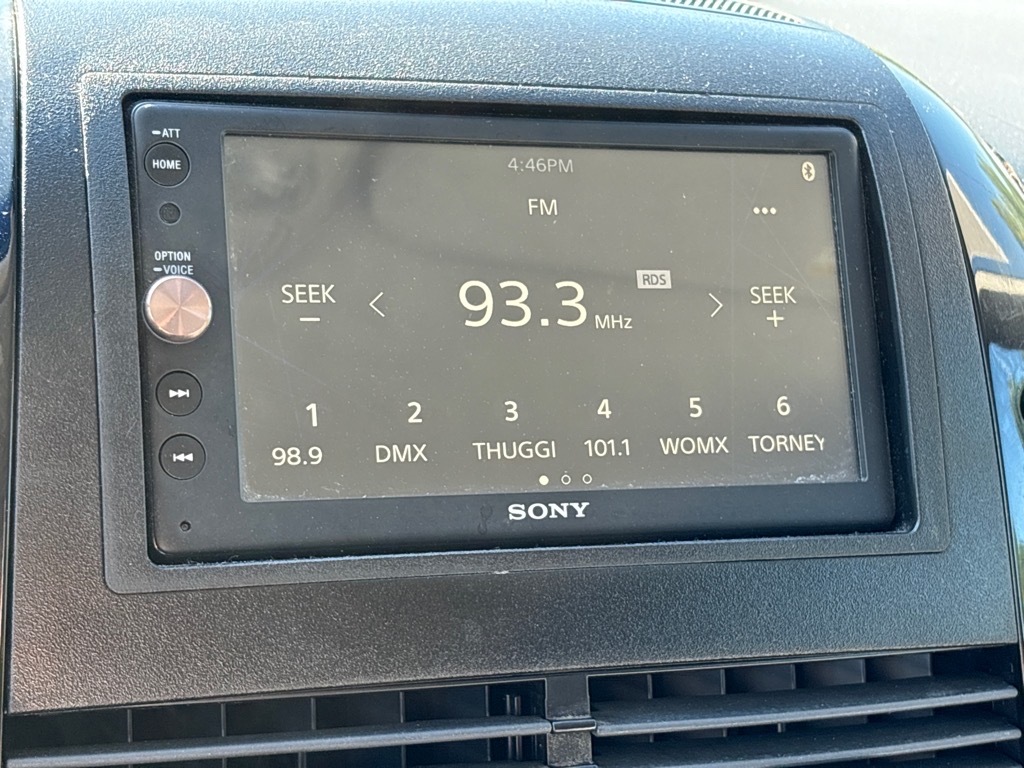 ATT
HOME
OPTION
VOICE
4:46PM
FM
SEEK
-
93.3 MHz
RDS
SEEK
+
1 2 3 4 5 6
98.9 DMX THUGGI 101.1 WOMX TORNEY
SONY